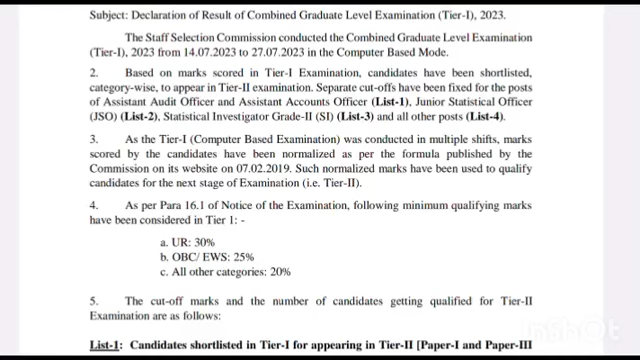 Subject: Declaration of Result of Combined Graduate Level Examination (Tier-I), 2023.
The Staff Selection Commission conducted the Combined Graduate Level Examination
(Tier-I), 2023 from 14.07.2023 to 27.07.2023 in the Computer Based Mode.
2. Based on marks scored in Tier-I Examination, candidates have been shortlisted,
category-wise, to appear in Tier-II examination. Separate cut-offs have been fixed for the posts
of Assistant Audit Officer and Assistant Accounts Officer (List-1), Junior Statistical Officer
(JSO) (List-2), Statistical Investigator Grade-II (SI) (List-3) and all other posts (List-4).
3. As the Tier-I (Computer Based Examination) was conducted in multiple shifts, marks
scored by the candidates have been normalized as per the formula published by the
Commission on its website on 07.02.2019. Such normalized marks have been used to qualify
candidates for the next stage of Examination (i.e. Tier-II).
4. As per Para 16.1 of Notice of the Examination, following minimum qualifying marks
have been considered in Tier 1: -
a. UR: 30%
b. OBC/ EWS: 25%
c. All other categories: 20%
5. The cut-off marks and the number of candidates getting qualified for Tier-II
Examination are as follows:
List-1: Candidates shortlisted in Tier-I for appearing in Tier-II [Paper-I and Paper-III